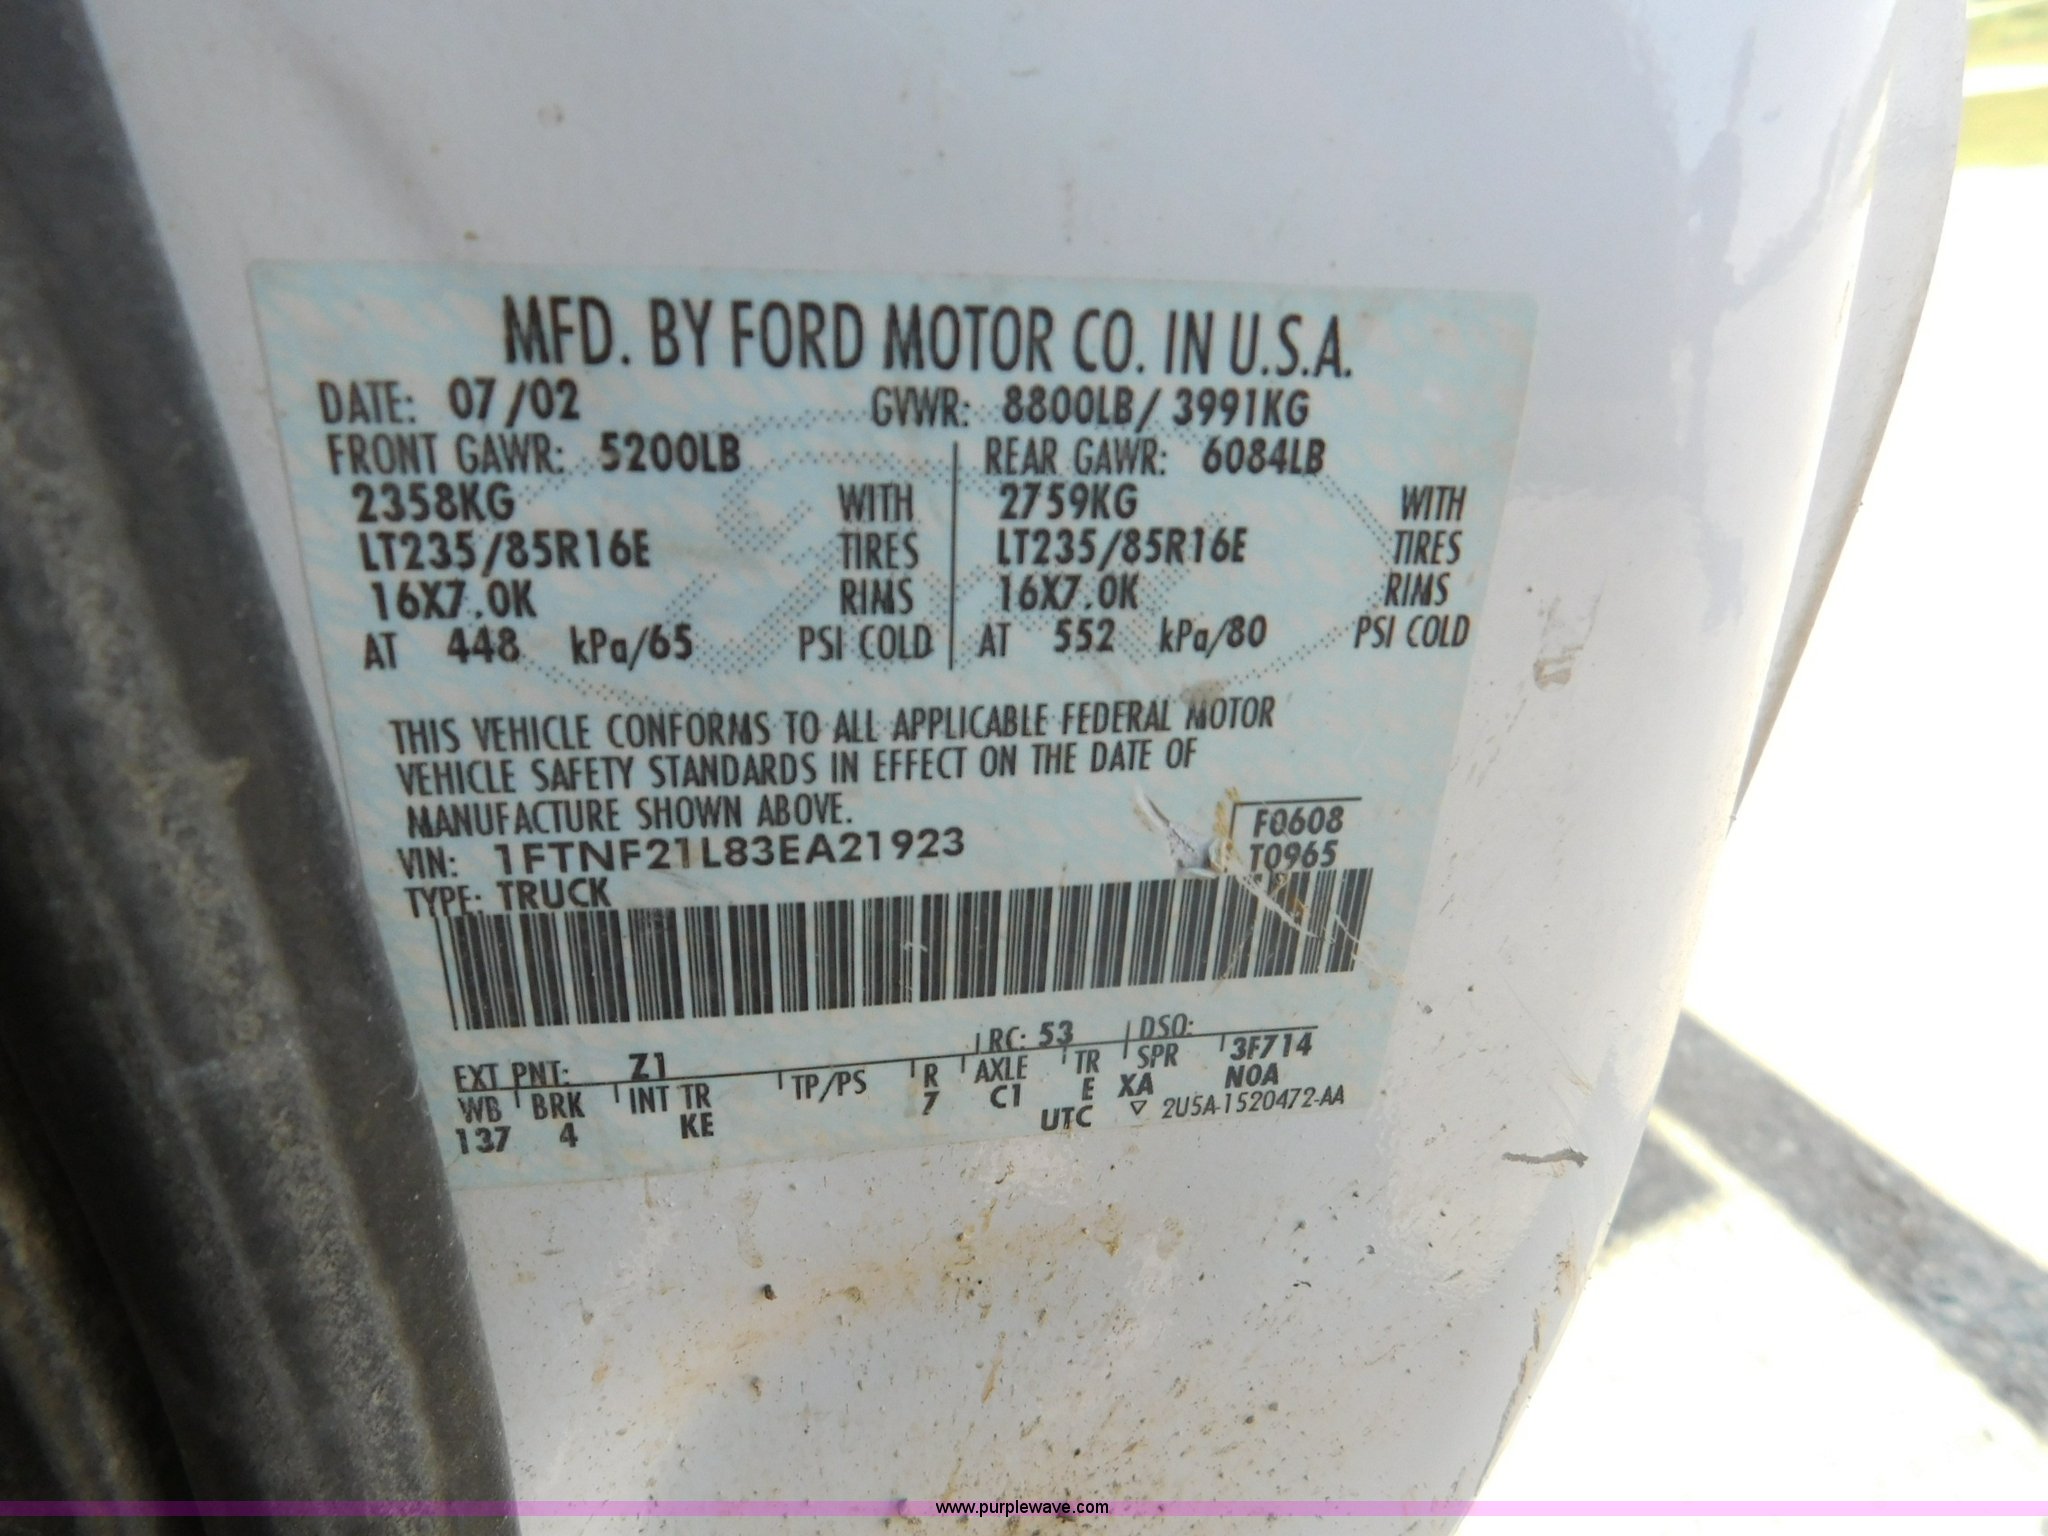 MFD. BY FORD MOTOR CO. IN U.S.A.
DATE: 07/02 GVWR: 8800LB/ 3991KG
FRONT GAWR: 5200LB REAR GAWR: 6084LB
2358KG WITH 2759KG WITH
LT235/85R16E TIRES LT235/85R16E TIRES
16X7.0K RIMS 16X7.0K RIMS
AT 448 kPa/65 PSI COLD AT 552 kPa/80 PSI COLD
THIS VEHICLE CONFORMS TO ALL APPLICABLE FEDERAL MOTOR
VEHICLE SAFETY STANDARDS IN EFFECT ON THE DATE OF
MANUFACTURE SHOWN ABOVE.
F0608
VIN: 1FTNF21L83EA21923 T0965
TYPE: TRUCK
EXT PNT: Z1 RC: 53 DSO:
WB BRK INT TR TP/PS R AXLE TR SPR 3F714
137 4 KE 7 C1 E XA N0A
UTC ▽ 2U5A-1520472-AA
www.purplewave.com